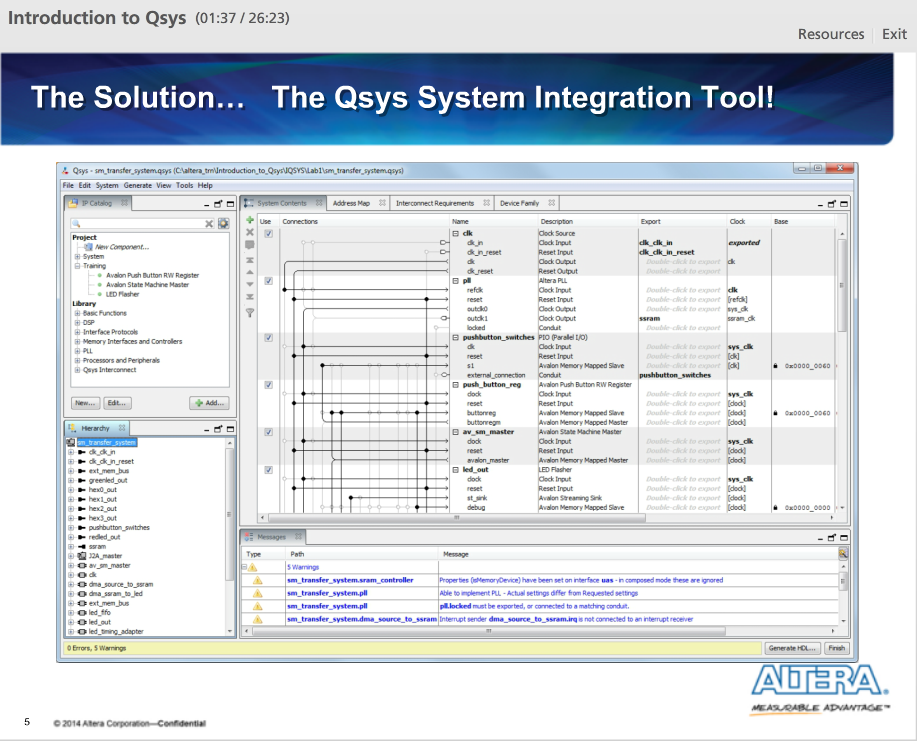 Introduction to Qsys (01:37 / 26:23)
Resources Exit
The Solution... The Qsys System Integration Tool!
Qsys - sm_transfer_system.qsys (C:\altera_trn\Introduction_to_Qsys\IQSYS\Lab1\sm_transfer_system.qsys)
File Edit System Generate View Tools Help
IP Catalog
Project
New Component...
System
Training
Avalon Push Button RW Register
Avalon State Machine Master
LED Flasher
Library
Basic Functions
DSP
Interface Protocols
Memory Interfaces and Controllers
PLL
Processors and Peripherals
Qsys Interconnect
New... Edit... Add...
Hierarchy
sm_transfer_system
clk_clk_in
clk_clk_in_reset
ext_mem_bus
greenled_out
hex0_out
hex1_out
hex2_out
hex3_out
pushbutton_switches
redled_out
ssram
J2A_master
av_sm_master
clk
dma_source_to_ssram
dma_ssram_to_led
ext_mem_bus
led_fifo
led_out
led_timing_adapter
System Contents Address Map Interconnect Requirements Device Family
Use Connections Name Description Export Clock Base
clk Clock Source
clk_in Clock Input clk_clk_in exported
clk_in_reset Reset Input clk_clk_in_reset
clk Clock Output Double-click to export clk
clk_reset Reset Output Double-click to export
pll Altera PLL
refclk Clock Input Double-click to export clk
reset Reset Input Double-click to export [refclk]
outclk0 Clock Output Double-click to export sys_clk
outclk1 Clock Output ssram ssram_clk
locked Conduit Double-click to export
pushbutton_switches PIO (Parallel I/O)
clk Clock Input Double-click to export sys_clk
reset Reset Input Double-click to export [clk]
s1 Avalon Memory Mapped Slave Double-click to export [clk] 0x0000_0060
external_connection Conduit pushbutton_switches
push_button_reg Avalon Push Button RW Register
clock Clock Input Double-click to export sys_clk
reset Reset Input Double-click to export [clock]
buttonreg Avalon Memory Mapped Slave Double-click to export [clock] 0x0000_0060
buttonregm Avalon Memory Mapped Master Double-click to export [clock]
av_sm_master Avalon State Machine Master
clock Clock Input Double-click to export sys_clk
reset Reset Input Double-click to export [clock]
avalon_master Avalon Memory Mapped Master Double-click to export [clock]
led_out LED Flasher
clock Clock Input Double-click to export sys_clk
reset Reset Input Double-click to export [clock]
st_sink Avalon Streaming Sink Double-click to export [clock]
debug Avalon Memory Mapped Slave Double-click to export [clock] 0x0000_0000
Messages
Type Path Message
5 Warnings
sm_transfer_system.sram_controller Properties (isMemoryDevice) have been set on interface uas - in composed mode these are ignored
sm_transfer_system.pll Able to implement PLL - Actual settings differ from Requested settings
sm_transfer_system.pll pll.locked must be exported, or connected to a matching conduit.
sm_transfer_system.dma_source_to_ssram Interrupt sender dma_source_to_ssram.irq is not connected to an interrupt receiver
0 Errors, 5 Warnings Generate HDL... Finish
ALTERA®
MEASURABLE ADVANTAGE™
5 © 2014 Altera Corporation—Confidential